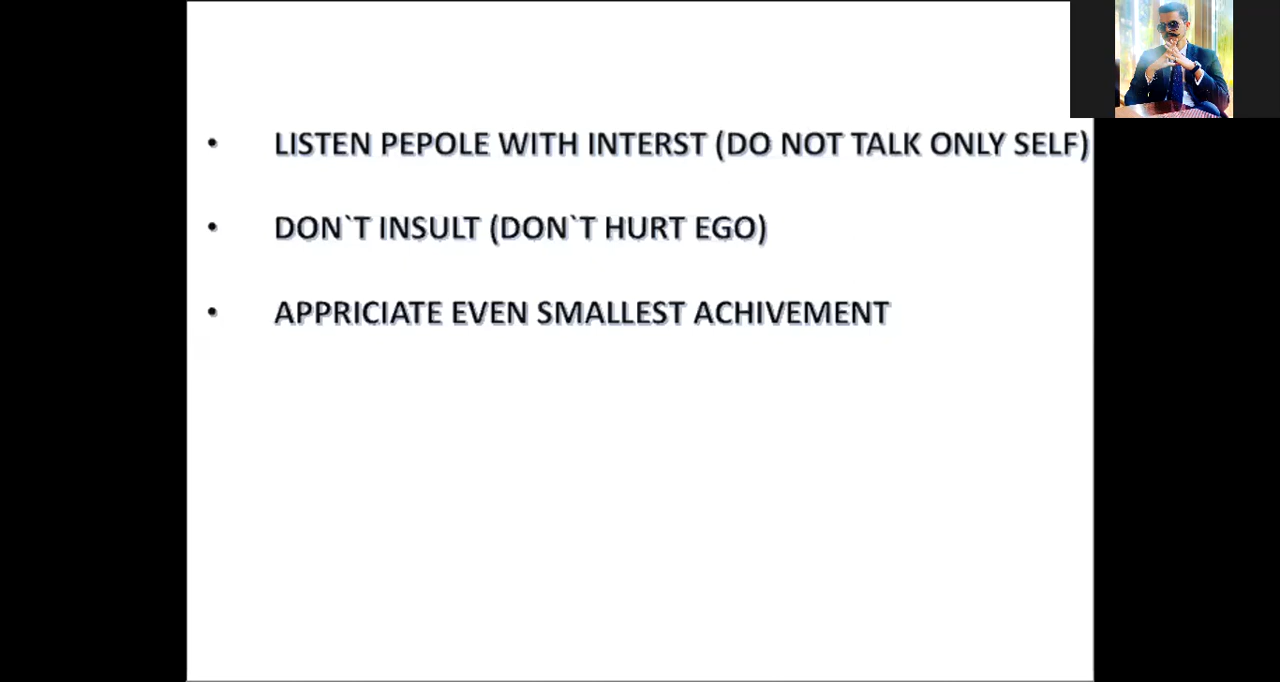 • LISTEN PEPOLE WITH INTERST (DO NOT TALK ONLY SELF)
• DON`T INSULT (DON`T HURT EGO)
• APPRICIATE EVEN SMALLEST ACHIVEMENT